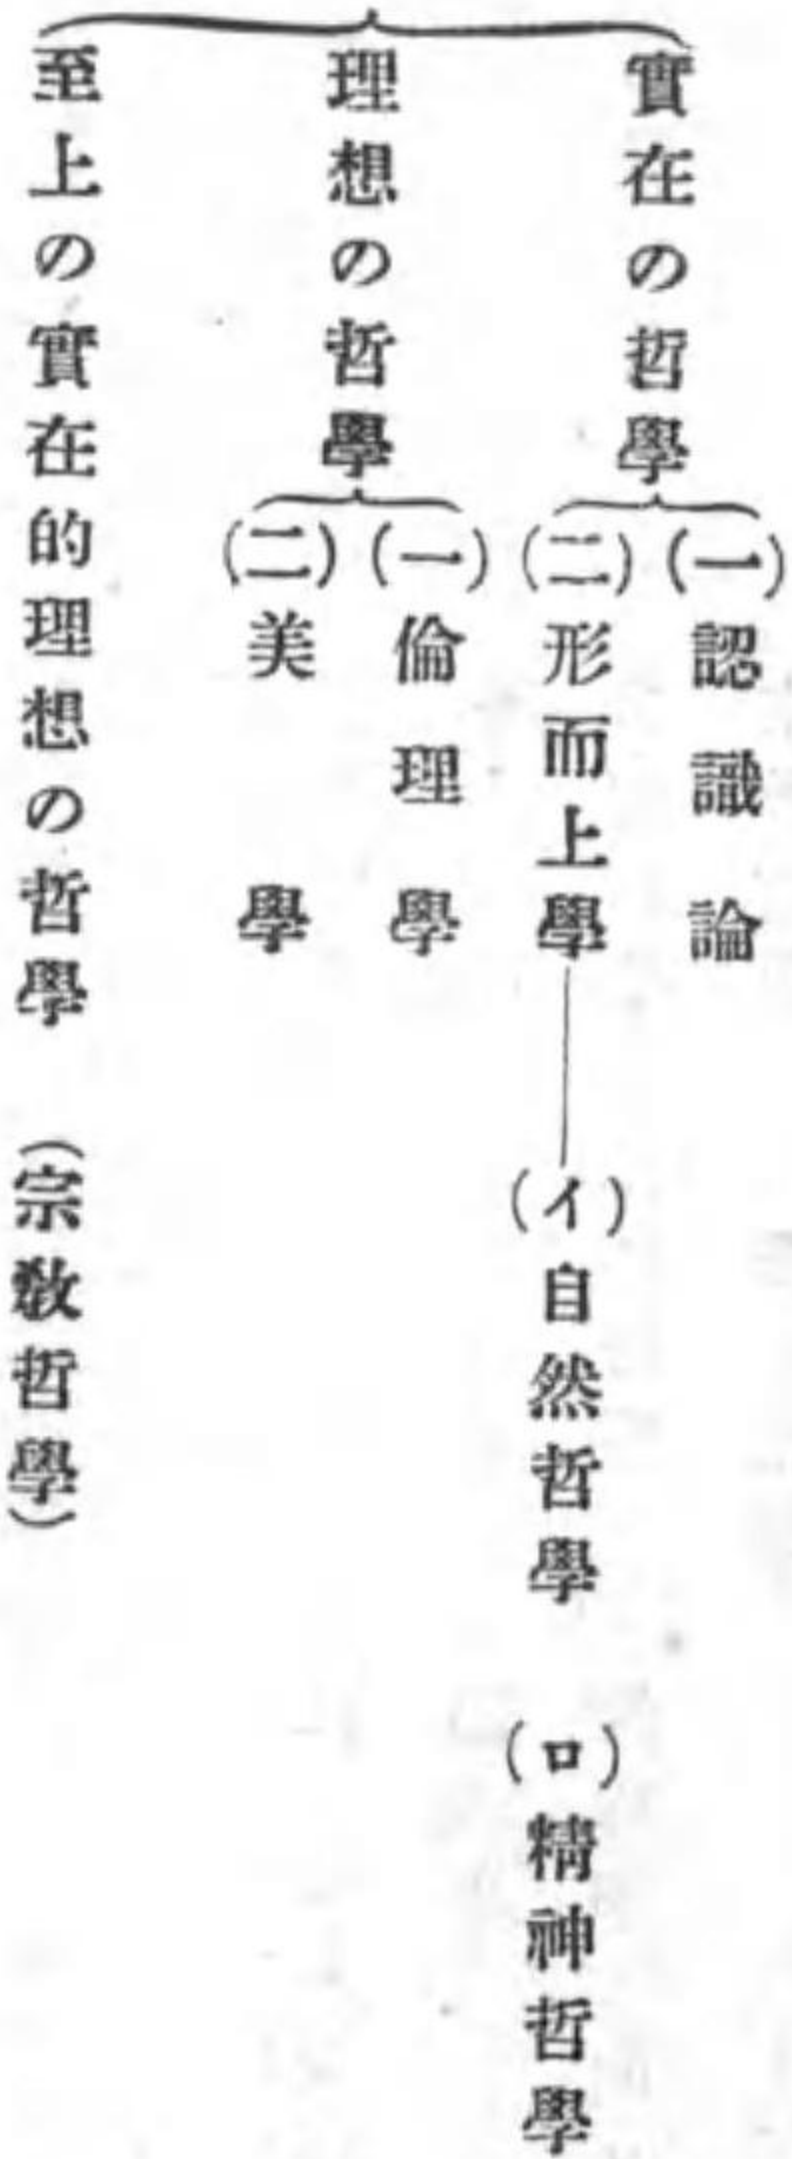 實在の哲學
(一)認識論
(二)形而上學
(イ)自然哲學
(ロ)精神哲學
理想の哲學
(一)倫理學
(二)美學
至上の實在的理想の哲學 (宗敎哲學)